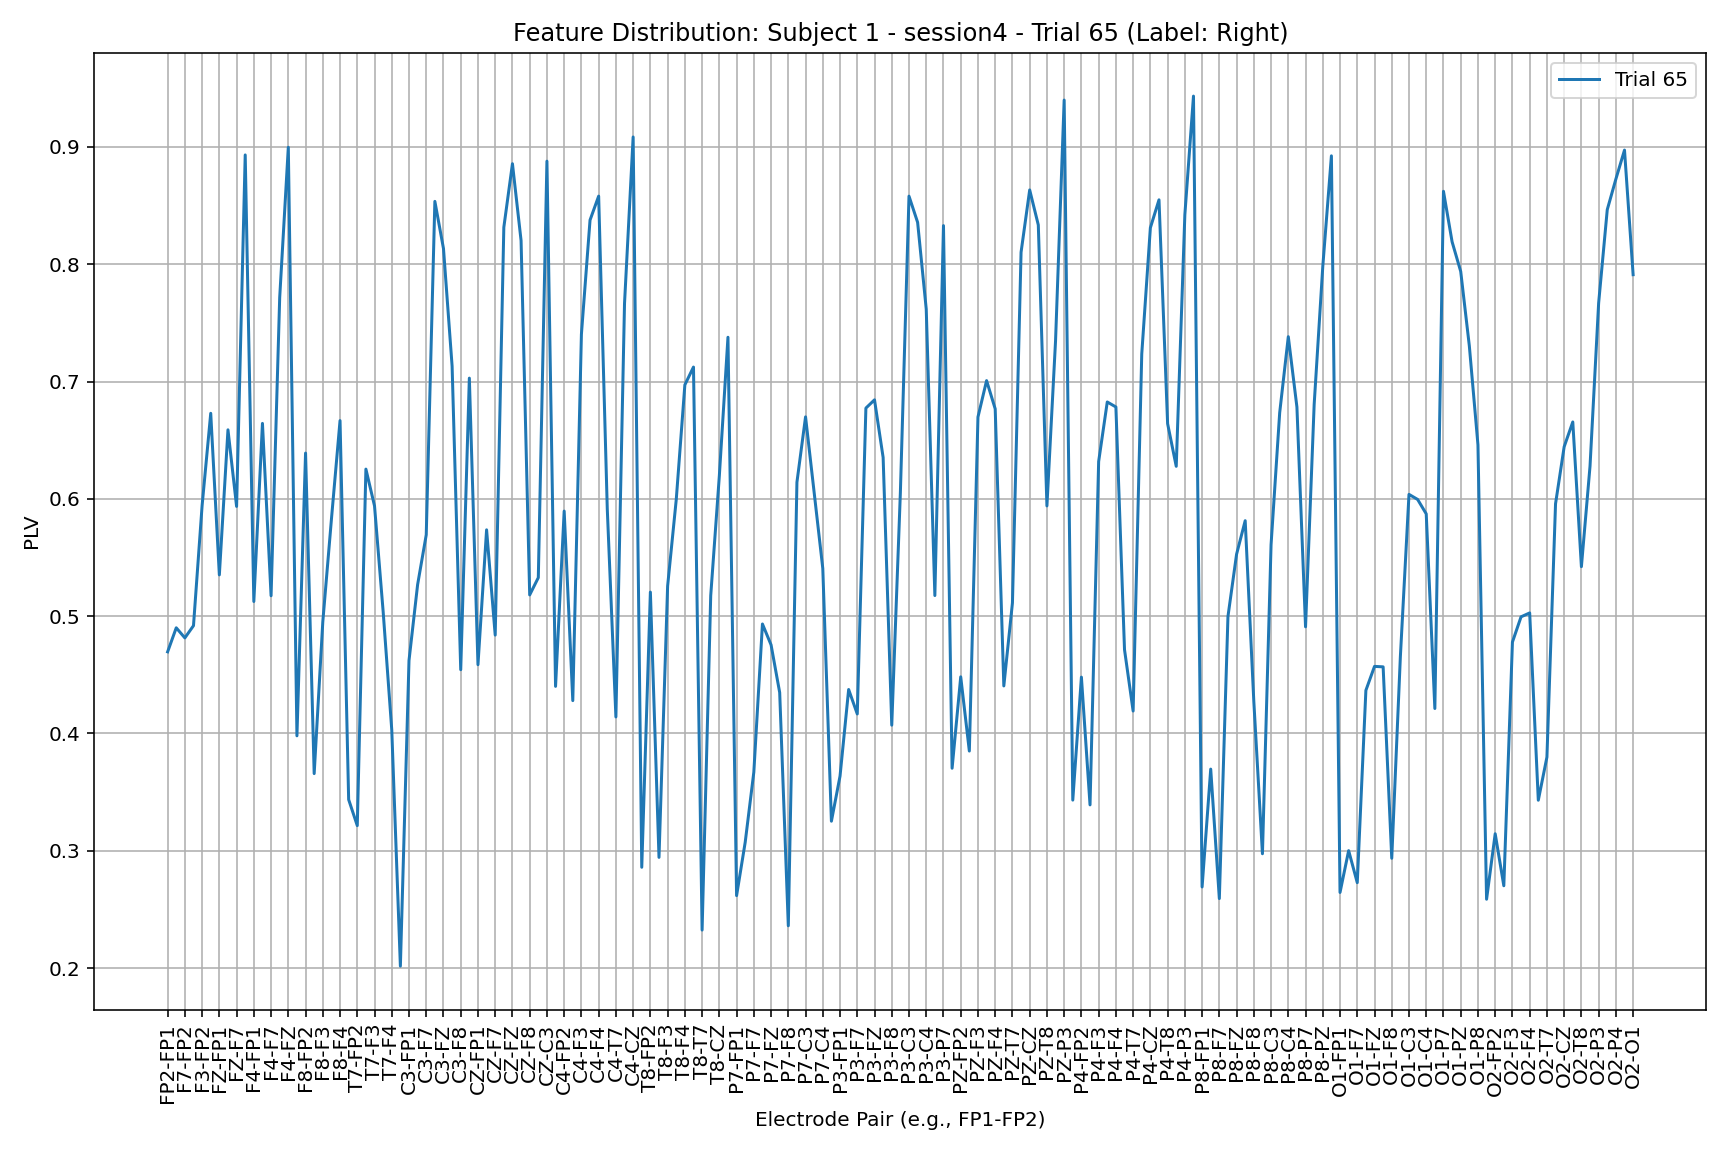 Feature Distribution: Subject 1 - session4 - Trial 65 (Label: Right)
Trial 65
PLV
0.9
0.8
0.7
0.6
0.5
0.4
0.3
0.2
FP2-FP1
F7-FP2
F3-FP2
FZ-FP1
FZ-F7
F4-FP1
F4-F7
F4-FZ
F8-FP2
F8-F3
F8-F4
T7-FP2
T7-F3
T7-F4
C3-FP1
C3-F7
C3-FZ
C3-F8
CZ-FP1
CZ-F7
CZ-FZ
CZ-F8
CZ-C3
C4-FP2
C4-F3
C4-F4
C4-T7
C4-CZ
T8-FP2
T8-F3
T8-F4
T8-T7
T8-CZ
P7-FP1
P7-F7
P7-FZ
P7-F8
P7-C3
P7-C4
P3-FP1
P3-F7
P3-FZ
P3-F8
P3-C3
P3-C4
P3-P7
PZ-FP2
PZ-F3
PZ-F4
PZ-T7
PZ-CZ
PZ-T8
PZ-P3
P4-FP2
P4-F3
P4-F4
P4-T7
P4-CZ
P4-T8
P4-P3
P8-FP1
P8-F7
P8-FZ
P8-F8
P8-C3
P8-C4
P8-P7
P8-PZ
O1-FP1
O1-F7
O1-FZ
O1-F8
O1-C3
O1-C4
O1-P7
O1-PZ
O1-P8
O2-FP2
O2-F3
O2-F4
O2-T7
O2-CZ
O2-T8
O2-P3
O2-P4
O2-O1
Electrode Pair (e.g., FP1-FP2)